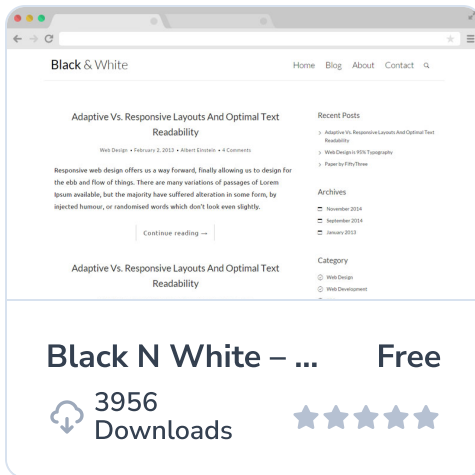 Black & White
Home Blog About Contact
Adaptive Vs. Responsive Layouts And Optimal Text
Readability
Web Design • February 2, 2013 • Albert Einstein • 4 Comments
Responsive web design offers us a way forward, finally allowing us to design for
the ebb and flow of things. There are many variations of passages of Lorem
Ipsum available, but the majority have suffered alteration in some form, by
injected humour, or randomised words which don't look even slightly.
Continue reading →
Adaptive Vs. Responsive Layouts And Optimal Text
Readability
Recent Posts
> Adaptive Vs. Responsive Layouts And Optimal Text
Readability
> Web Design is 95% Typography
> Paper by FiftyThree
Archives
November 2014
September 2014
January 2013
Category
Web Design
Web Development
Black N White – ... Free
3956
Downloads